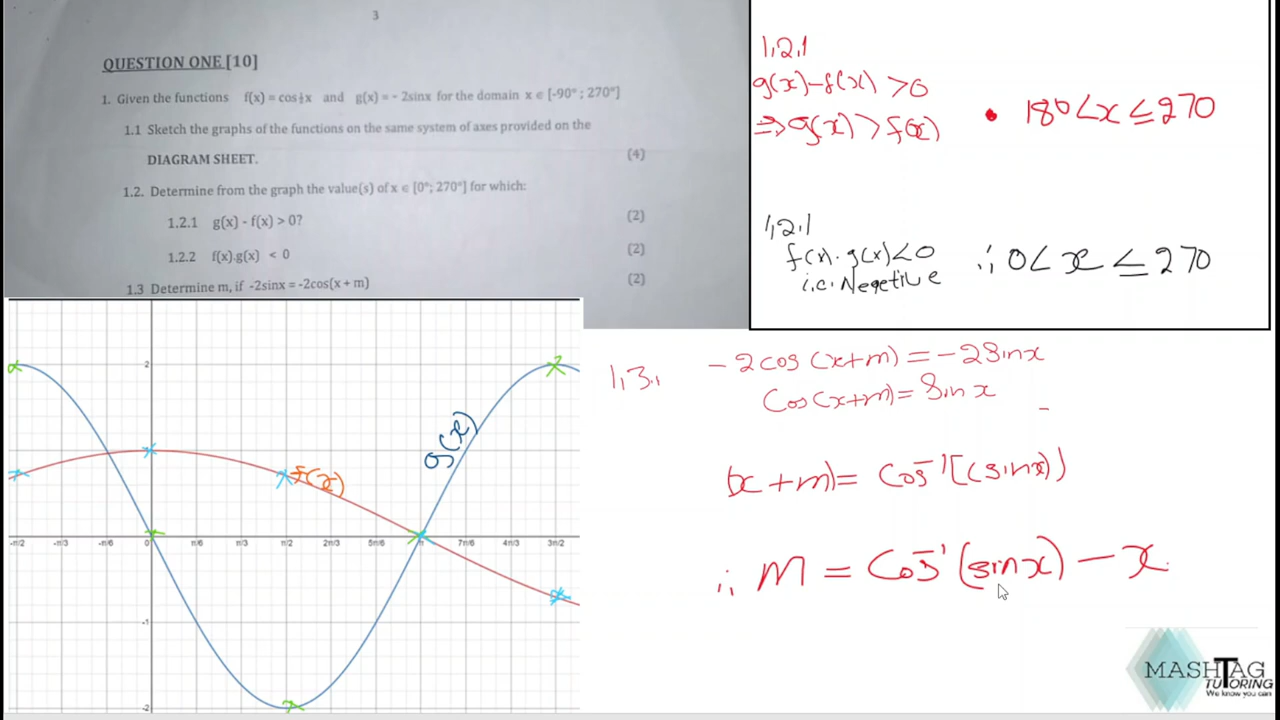 3
QUESTION ONE [10]
1. Given the functions f(x) = cos½x and g(x) = - 2sinx for the domain x ∈ [-90° ; 270°]
1.1 Sketch the graphs of the functions on the same system of axes provided on the
DIAGRAM SHEET. (4)
1.2. Determine from the graph the value(s) of x ∈ [0°; 270°] for which:
1.2.1 g(x) - f(x) > 0? (2)
1.2.2 f(x).g(x) < 0 (2)
1.3 Determine m, if -2sinx = -2cos(x + m) (2)
1,2,1
g(x)-f(x) >0
⇒ g(x) > f(x)
• 180<x≤270
1,2,1
f(x). g(x)<0
i.e. Negetive
∴ 0<x≤270
2
g(x)
f(x)
-π/2 -π/3 -π/6 0 π/6 π/3 π/2 2π/3 5π/6 π 7π/6 4π/3 3π/2
-1
-2
1,3,
-2cos(x+m) = -2Sinx
Cos(x+m)= Sinx
(x+m)= Cos⁻¹[(sinx)]
∴ M = Cos⁻¹(sinx) - x
MASHTAG
TUTORING
We know you can